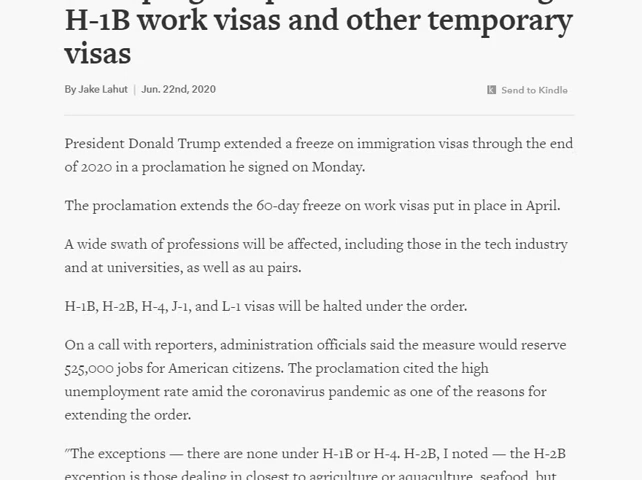 H-1B work visas and other temporary
visas
By Jake Lahut | Jun. 22nd, 2020
Send to Kindle
President Donald Trump extended a freeze on immigration visas through the end
of 2020 in a proclamation he signed on Monday.
The proclamation extends the 60-day freeze on work visas put in place in April.
A wide swath of professions will be affected, including those in the tech industry
and at universities, as well as au pairs.
H-1B, H-2B, H-4, J-1, and L-1 visas will be halted under the order.
On a call with reporters, administration officials said the measure would reserve
525,000 jobs for American citizens. The proclamation cited the high
unemployment rate amid the coronavirus pandemic as one of the reasons for
extending the order.
"The exceptions — there are none under H-1B or H-4. H-2B, I noted — the H-2B
exception is those dealing in closest to agriculture or aquaculture, seafood, but